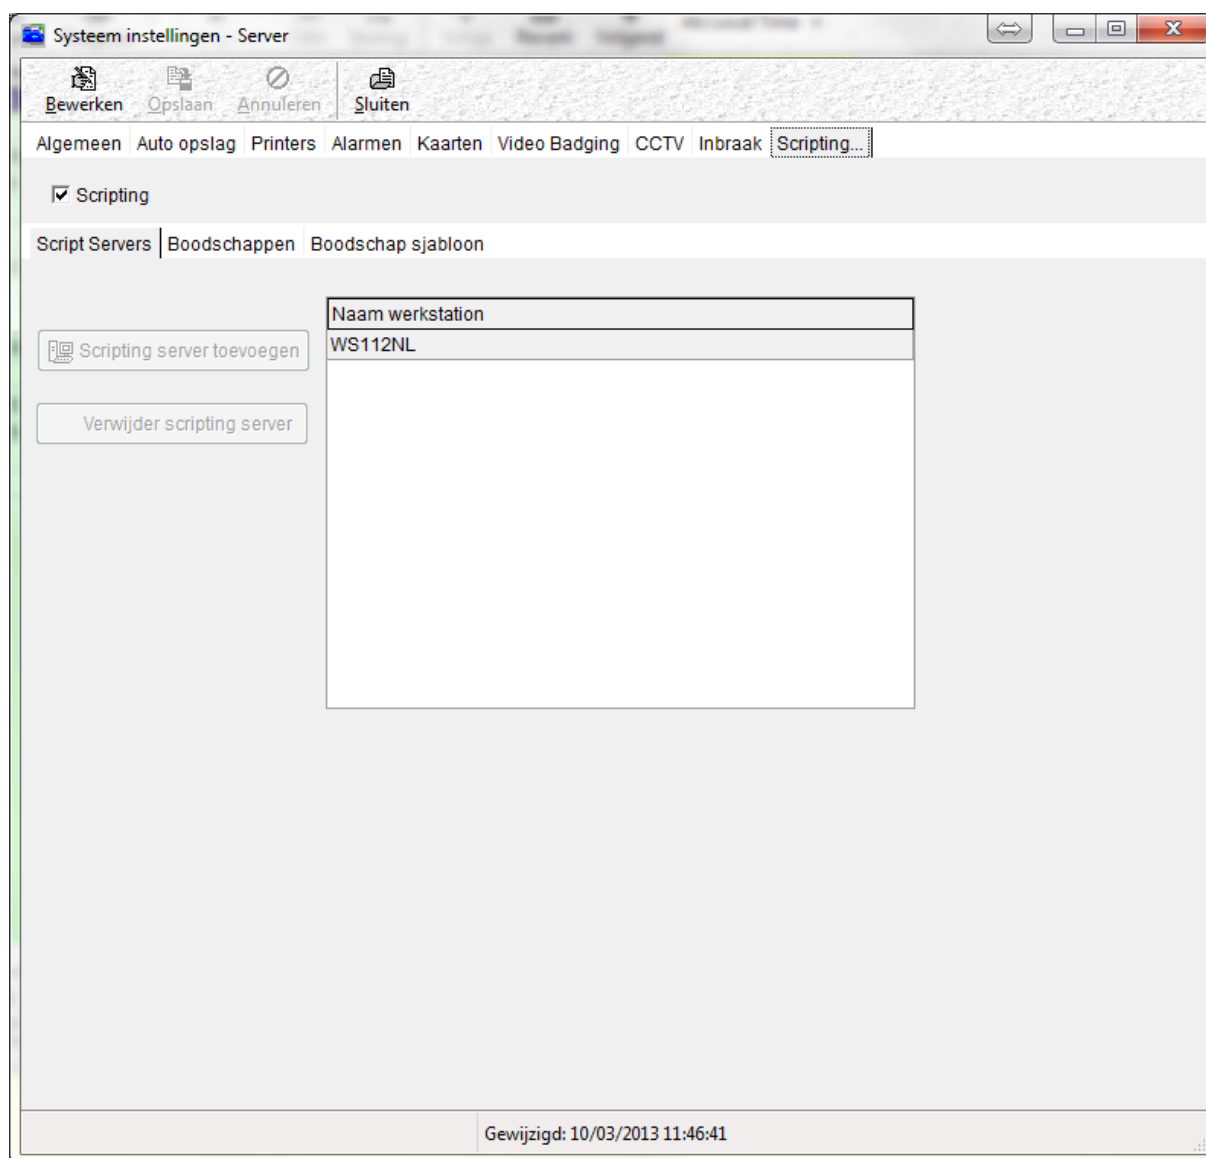 Systeem instellingen - Server
Bewerken Opslaan Annuleren Sluiten
Algemeen Auto opslag Printers Alarmen Kaarten Video Badging CCTV Inbraak Scripting...
Scripting
Script Servers Boodschappen Boodschap sjabloon
Naam werkstation
Scripting server toevoegen WS112NL
Verwijder scripting server
Gewijzigd: 10/03/2013 11:46:41